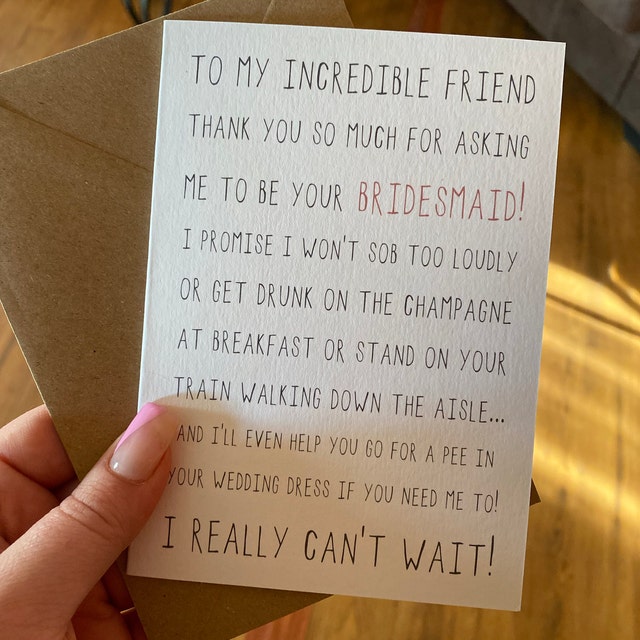 TO MY INCREDIBLE FRIEND
THANK YOU SO MUCH FOR ASKING
ME TO BE YOUR BRIDESMAID!
I PROMISE I WON'T SOB TOO LOUDLY
OR GET DRUNK ON THE CHAMPAGNE
AT BREAKFAST OR STAND ON YOUR
TRAIN WALKING DOWN THE AISLE...
AND I'LL EVEN HELP YOU GO FOR A PEE IN
YOUR WEDDING DRESS IF YOU NEED ME TO!
I REALLY CAN'T WAIT!